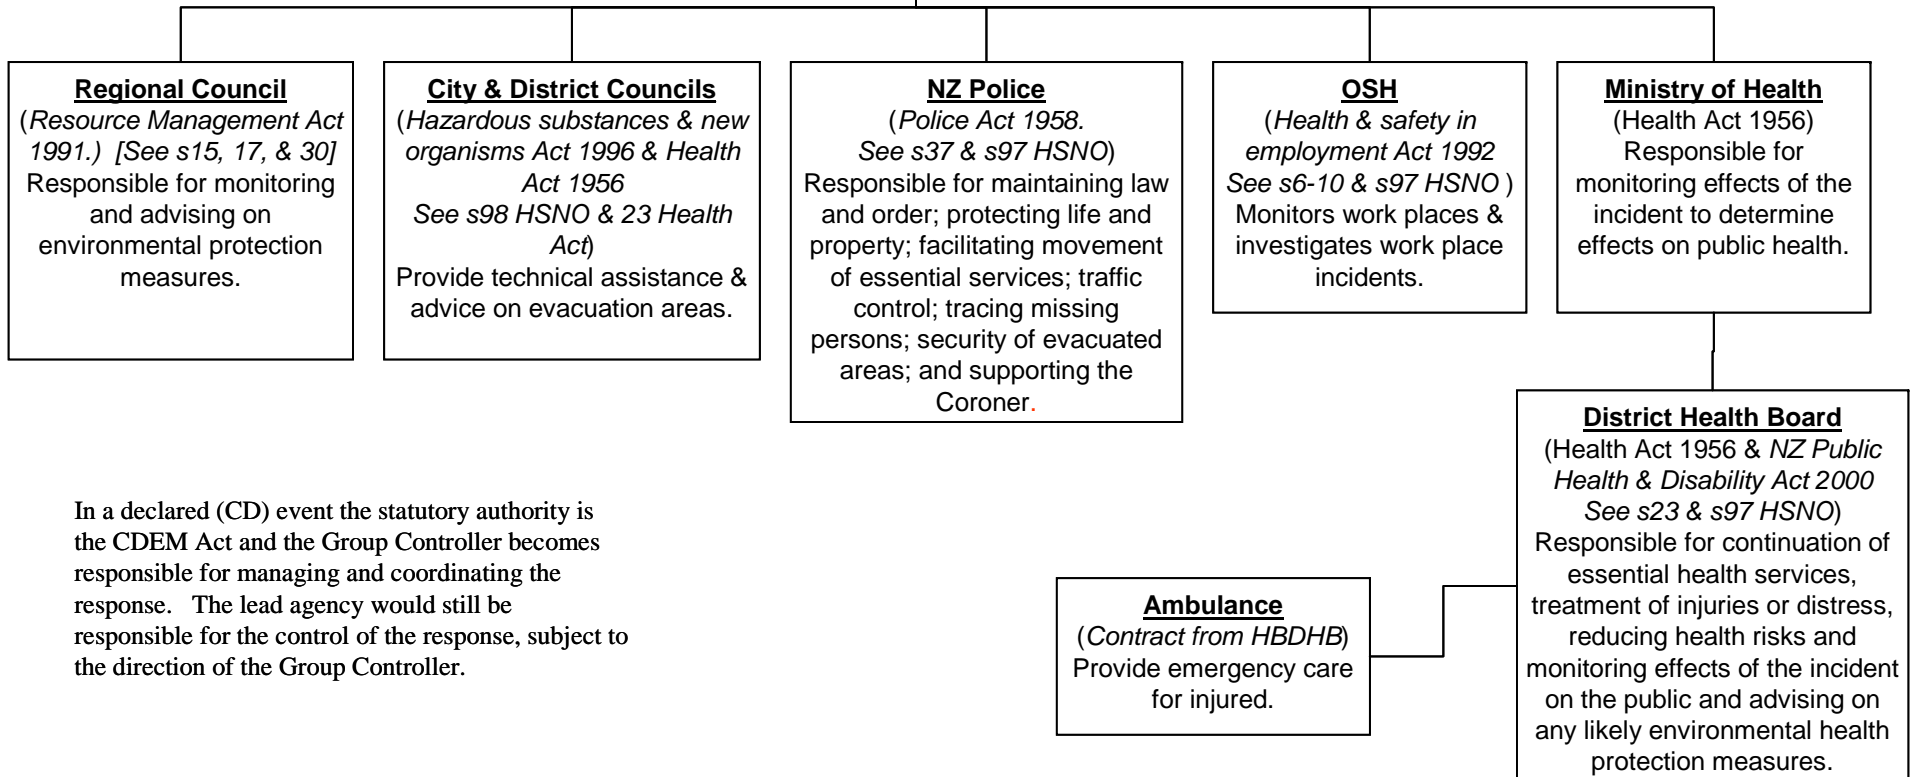 Regional Council
(Resource Management Act
1991.) [See s15, 17, & 30]
Responsible for monitoring
and advising on
environmental protection
measures.
City & District Councils
(Hazardous substances & new
organisms Act 1996 & Health
Act 1956
See s98 HSNO & 23 Health
Act)
Provide technical assistance &
advice on evacuation areas.
NZ Police
(Police Act 1958.
See s37 & s97 HSNO)
Responsible for maintaining law
and order; protecting life and
property; facilitating movement
of essential services; traffic
control; tracing missing
persons; security of evacuated
areas; and supporting the
Coroner.
OSH
(Health & safety in
employment Act 1992
See s6-10 & s97 HSNO )
Monitors work places &
investigates work place
incidents.
Ministry of Health
(Health Act 1956)
Responsible for
monitoring effects of the
incident to determine
effects on public health.
District Health Board
(Health Act 1956 & NZ Public
Health & Disability Act 2000
See s23 & s97 HSNO)
Responsible for continuation of
essential health services,
treatment of injuries or distress,
reducing health risks and
monitoring effects of the incident
on the public and advising on
any likely environmental health
protection measures.
Ambulance
(Contract from HBDHB)
Provide emergency care
for injured.
In a declared (CD) event the statutory authority is
the CDEM Act and the Group Controller becomes
responsible for managing and coordinating the
response. The lead agency would still be
responsible for the control of the response, subject to
the direction of the Group Controller.